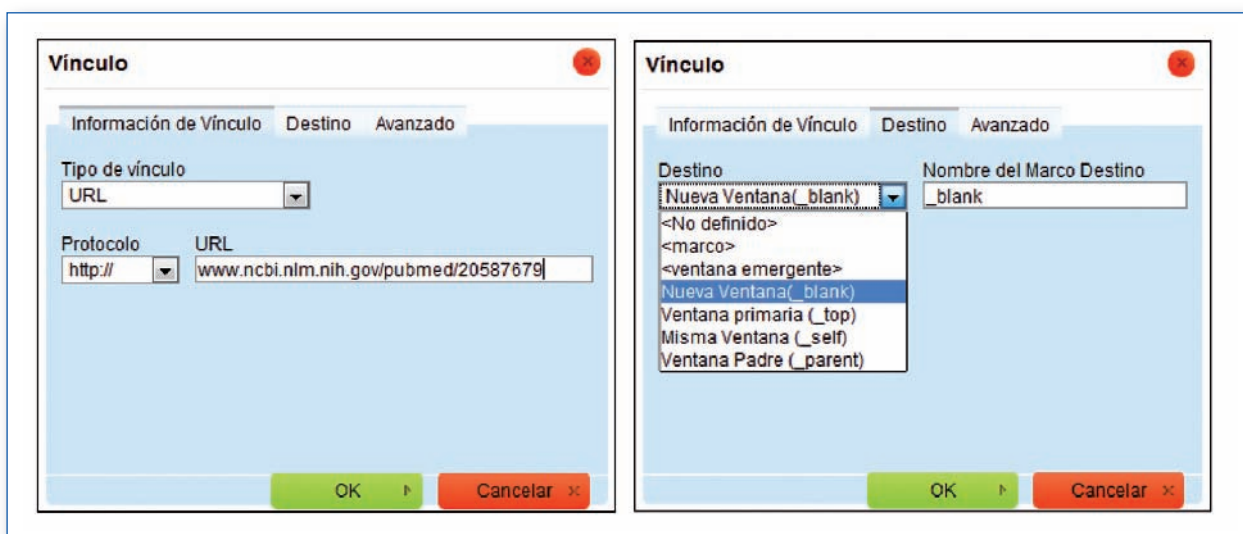 Vínculo
Información de Vínculo Destino Avanzado
Tipo de vínculo
URL
Protocolo URL
http:// www.ncbi.nlm.nih.gov/pubmed/20587679
OK Cancelar
Vínculo
Información de Vínculo Destino Avanzado
Destino Nombre del Marco Destino
Nueva Ventana(_blank) _blank
<No definido>
<marco>
<ventana emergente>
Nueva Ventana(_blank)
Ventana primaria (_top)
Misma Ventana (_self)
Ventana Padre (_parent)
OK Cancelar